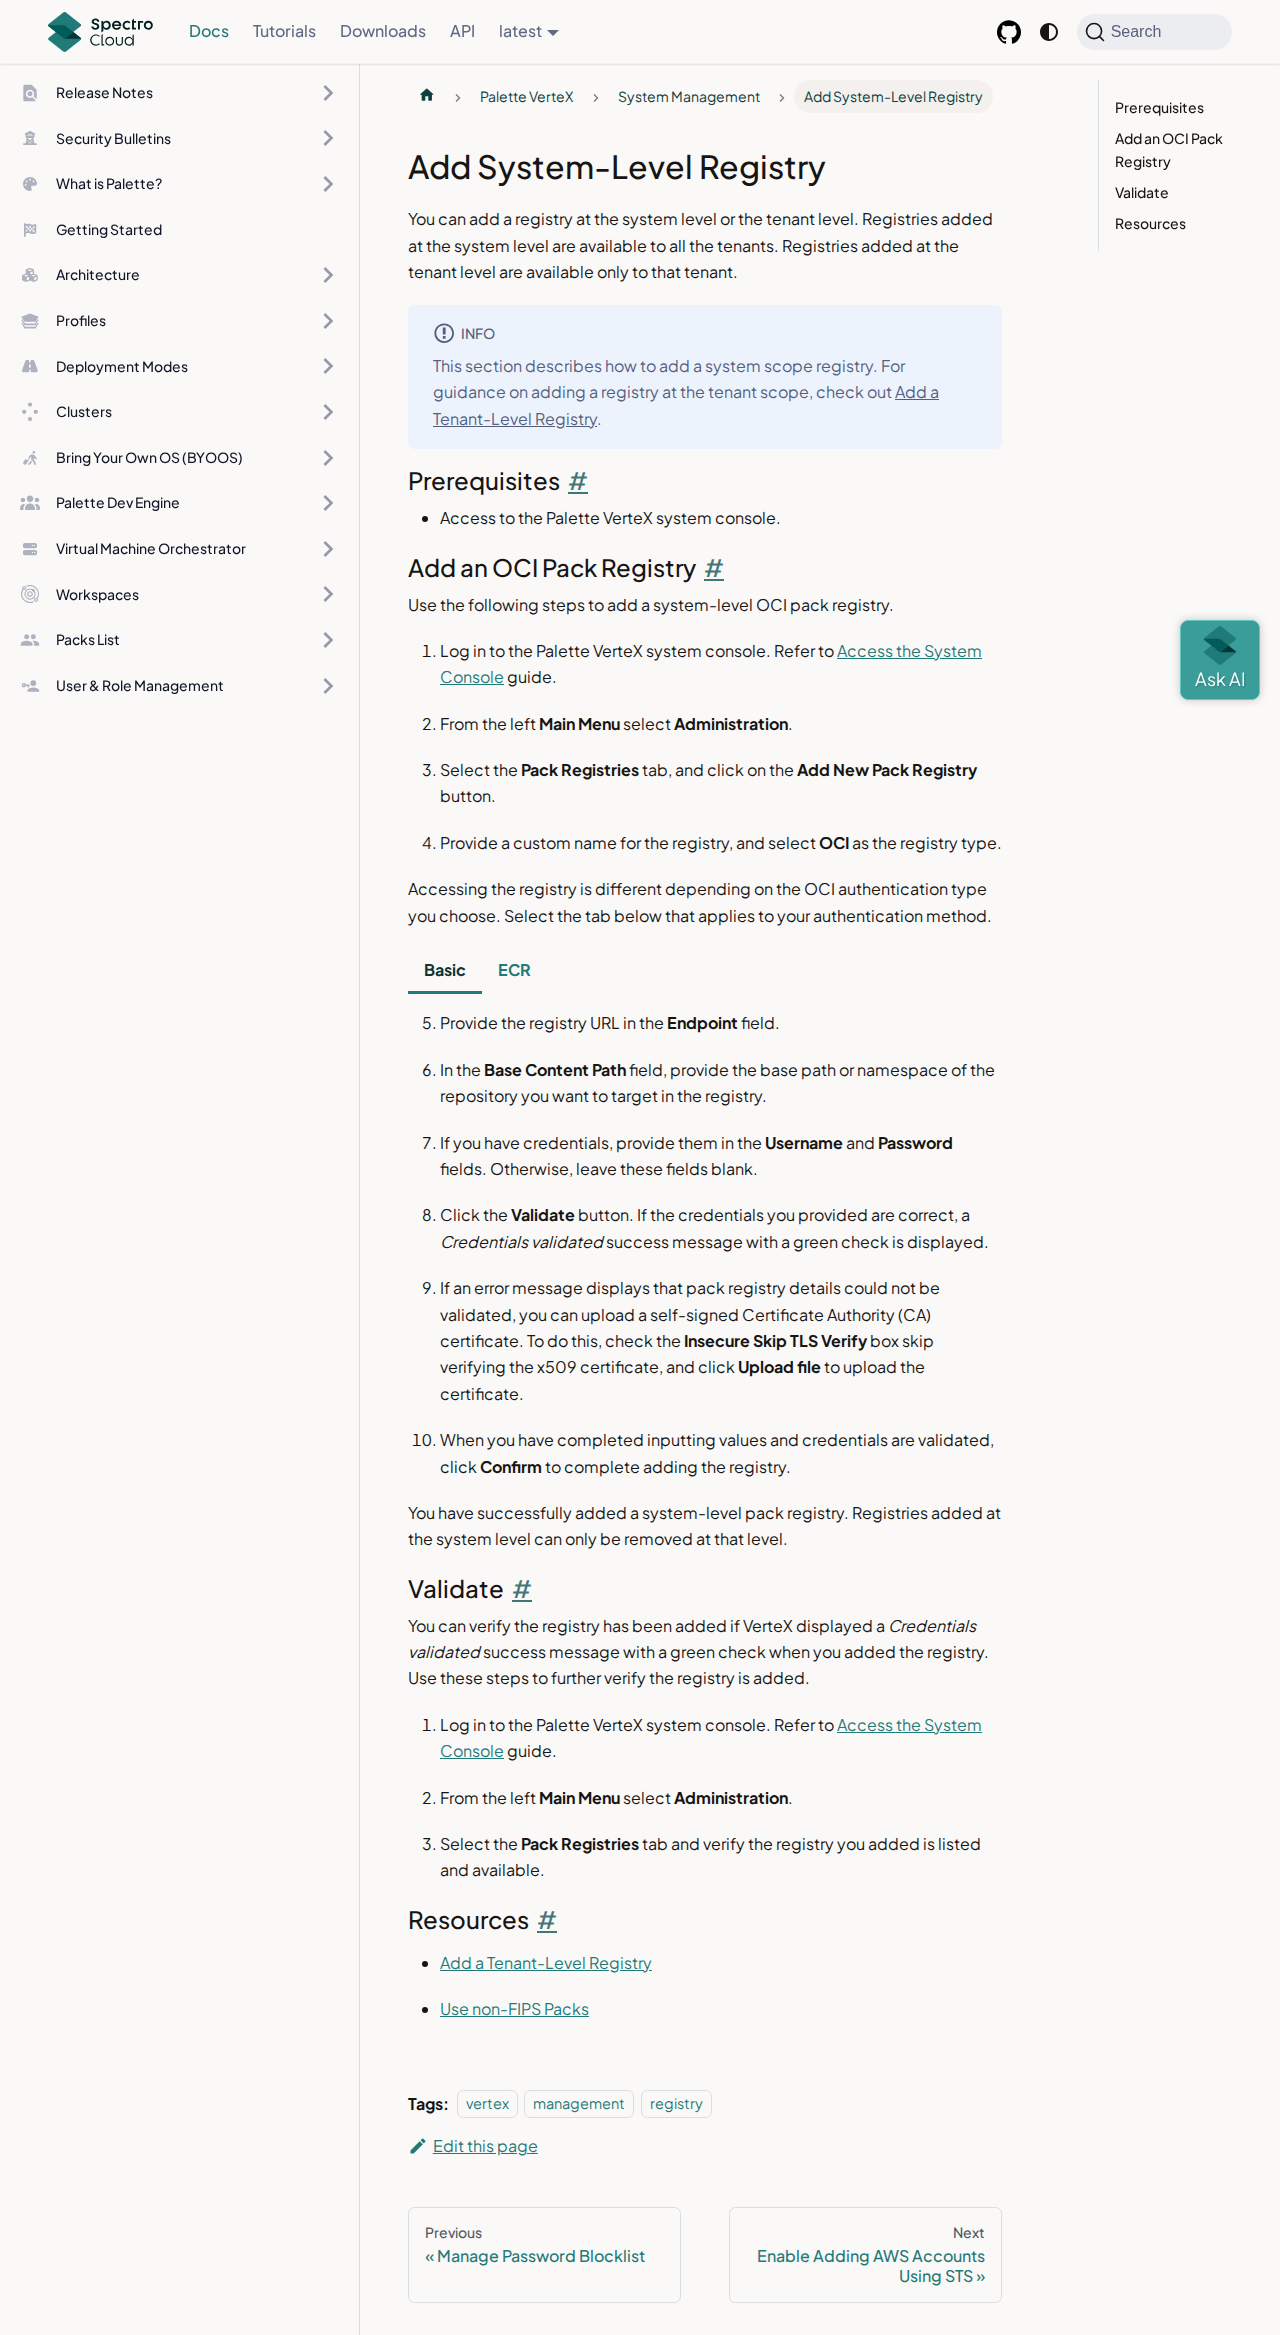 Spectro
Cloud
Docs
Tutorials
Downloads
API
latest
Search
Release Notes
Security Bulletins
What is Palette?
Getting Started
Architecture
Profiles
Deployment Modes
Clusters
Bring Your Own OS (BYOOS)
Palette Dev Engine
Virtual Machine Orchestrator
Workspaces
Packs List
User & Role Management
Palette VerteX
System Management
Add System-Level Registry
Add System-Level Registry
You can add a registry at the system level or the tenant level. Registries added
at the system level are available to all the tenants. Registries added at the
tenant level are available only to that tenant.
INFO
This section describes how to add a system scope registry. For
guidance on adding a registry at the tenant scope, check out Add a
Tenant-Level Registry.
Prerequisites #
Access to the Palette VerteX system console.
Add an OCI Pack Registry #
Use the following steps to add a system-level OCI pack registry.
1. Log in to the Palette VerteX system console. Refer to Access the System
Console guide.
2. From the left Main Menu select Administration.
3. Select the Pack Registries tab, and click on the Add New Pack Registry
button.
4. Provide a custom name for the registry, and select OCI as the registry type.
Accessing the registry is different depending on the OCI authentication type
you choose. Select the tab below that applies to your authentication method.
Basic
ECR
5. Provide the registry URL in the Endpoint field.
6. In the Base Content Path field, provide the base path or namespace of the
repository you want to target in the registry.
7. If you have credentials, provide them in the Username and Password
fields. Otherwise, leave these fields blank.
8. Click the Validate button. If the credentials you provided are correct, a
Credentials validated success message with a green check is displayed.
9. If an error message displays that pack registry details could not be
validated, you can upload a self-signed Certificate Authority (CA)
certificate. To do this, check the Insecure Skip TLS Verify box skip
verifying the x509 certificate, and click Upload file to upload the
certificate.
10. When you have completed inputting values and credentials are validated,
click Confirm to complete adding the registry.
You have successfully added a system-level pack registry. Registries added at
the system level can only be removed at that level.
Validate #
You can verify the registry has been added if VerteX displayed a Credentials
validated success message with a green check when you added the registry.
Use these steps to further verify the registry is added.
1. Log in to the Palette VerteX system console. Refer to Access the System
Console guide.
2. From the left Main Menu select Administration.
3. Select the Pack Registries tab and verify the registry you added is listed
and available.
Resources #
Add a Tenant-Level Registry
Use non-FIPS Packs
Tags: vertex management registry
Edit this page
Previous
« Manage Password Blocklist
Next
Enable Adding AWS Accounts
Using STS »
Prerequisites
Add an OCI Pack
Registry
Validate
Resources
Ask AI